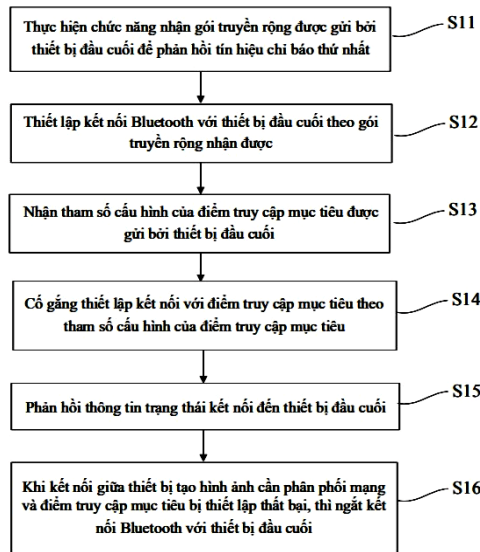 Thực hiện chức năng nhận gói truyền rộng được gửi bởi
thiết bị đầu cuối để phản hồi tín hiệu chỉ báo thứ nhất
S11
Thiết lập kết nối Bluetooth với thiết bị đầu cuối theo gói
truyền rộng nhận được
S12
Nhận tham số cấu hình của điểm truy cập mục tiêu được
gửi bởi thiết bị đầu cuối
S13
Cố gắng thiết lập kết nối với điểm truy cập mục tiêu theo
tham số cấu hình của điểm truy cập mục tiêu
S14
Phản hồi thông tin trạng thái kết nối đến thiết bị đầu cuối
S15
Khi kết nối giữa thiết bị tạo hình ảnh cần phân phối mạng
và điểm truy cập mục tiêu bị thiết lập thất bại, thì ngắt kết
nối Bluetooth với thiết bị đầu cuối
S16